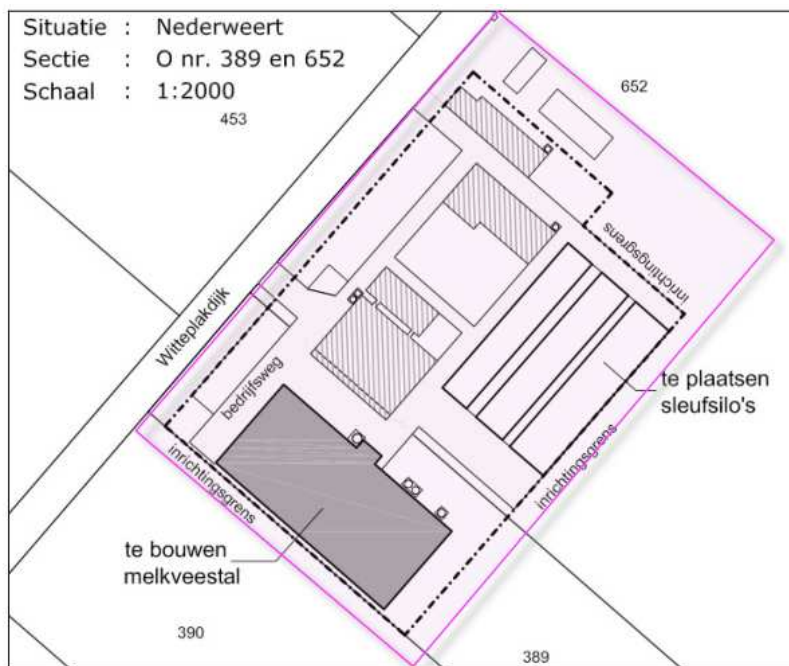 Situatie : Nederweert
Sectie : O nr. 389 en 652
Schaal : 1:2000
453
652
inrichtingsgrens
Witteplakdijk
bedrijfsweg
te plaatsen
sleufsilo's
inrichtingsgrens
inrichtingsgrens
te bouwen
melkveestal
390
389